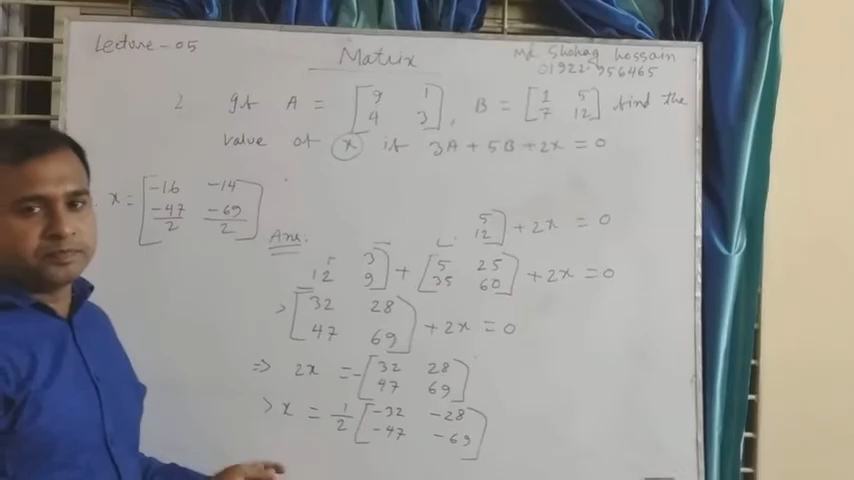 Lecture-05
Matrix
Md. Shohag Hossain
01922-956465
2 If A = [9 1 4 3], B = [1 5 7 12] find the
value of x if 3A + 5B + 2x = 0
5 12] + 2x = 0
12 3 9] + [5 25 35 60] + 2x = 0
> [32 28 47 69] + 2x = 0
=> 2x = -[32 28 47 69]
> x = 1/2 [-32 -28 -47 -69]
x = [-16 -14 -47/2 -69/2]
Ans: